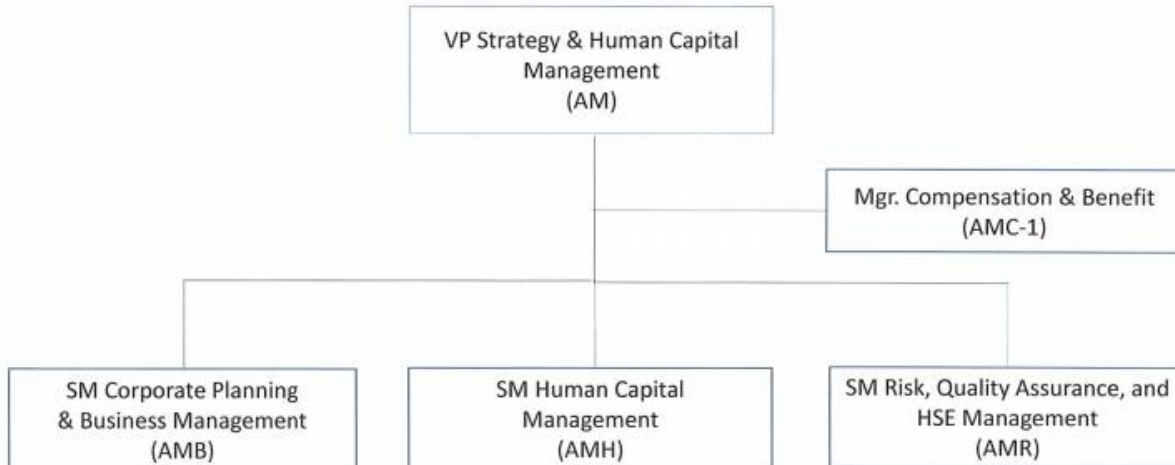 VP Strategy & Human Capital
Management
(AM)
Mgr. Compensation & Benefit
(AMC-1)
SM Corporate Planning
& Business Management
(AMB)
SM Human Capital
Management
(AMH)
SM Risk, Quality Assurance, and
HSE Management
(AMR)